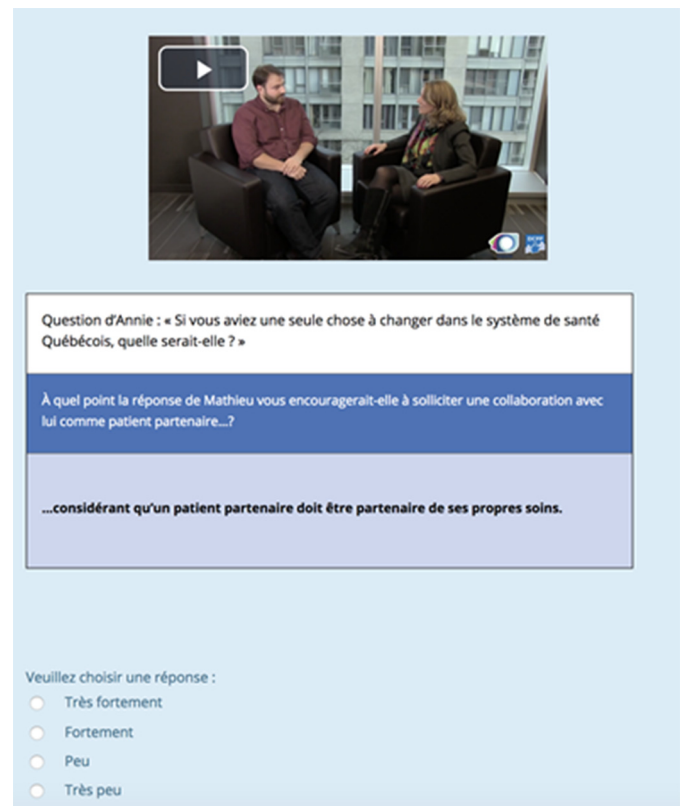 Question d'Annie : « Si vous aviez une seule chose à changer dans le système de santé
Québécois, quelle serait-elle ? »
À quel point la réponse de Mathieu vous encouragerait-elle à solliciter une collaboration avec
lui comme patient partenaire...?
...considérant qu'un patient partenaire doit être partenaire de ses propres soins.
Veuillez choisir une réponse :
Très fortement
Fortement
Peu
Très peu